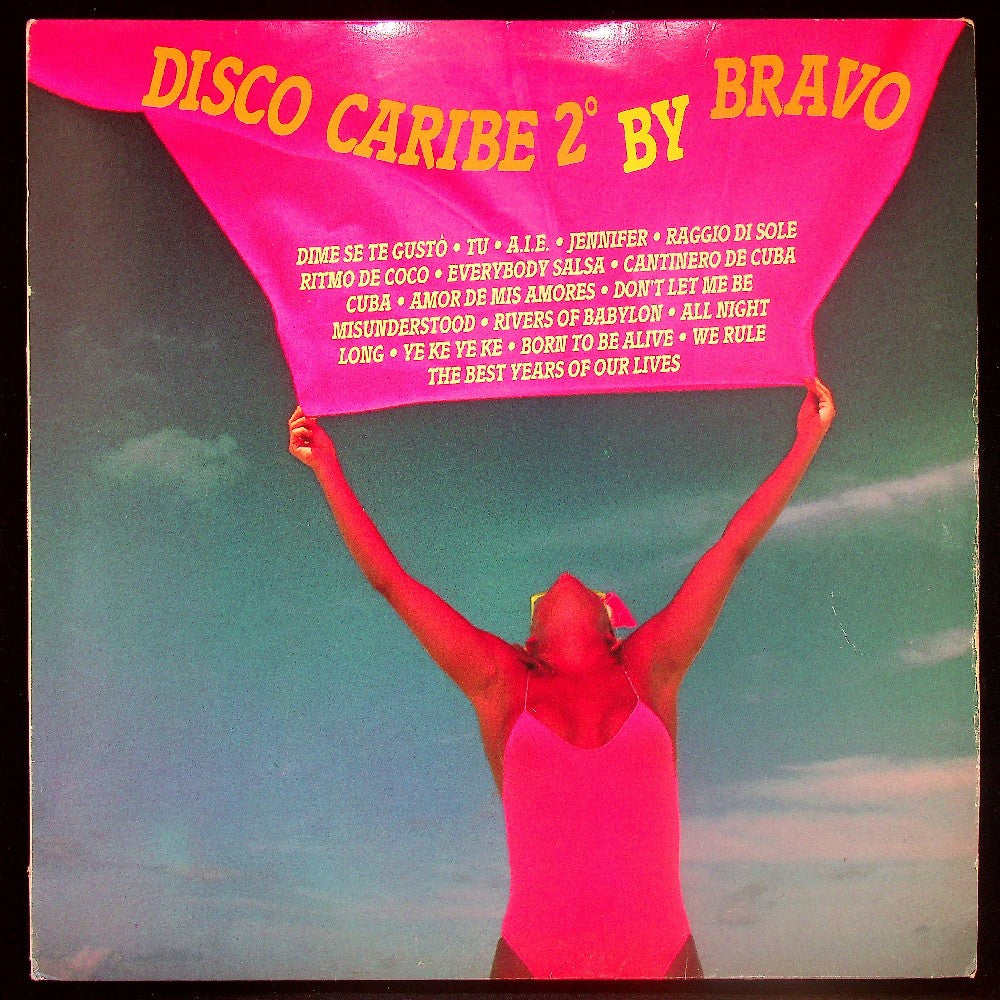 DISCO CARIBE 2° BY BRAVO
DIME SE TE GUSTÒ • TU • A.I.E. • JENNIFER • RAGGIO DI SOLE
RITMO DE COCO • EVERYBODY SALSA • CANTINERO DE CUBA
CUBA • AMOR DE MIS AMORES • DON'T LET ME BE
MISUNDERSTOOD • RIVERS OF BABYLON • ALL NIGHT
LONG • YE KE YE KE • BORN TO BE ALIVE • WE RULE
THE BEST YEARS OF OUR LIVES